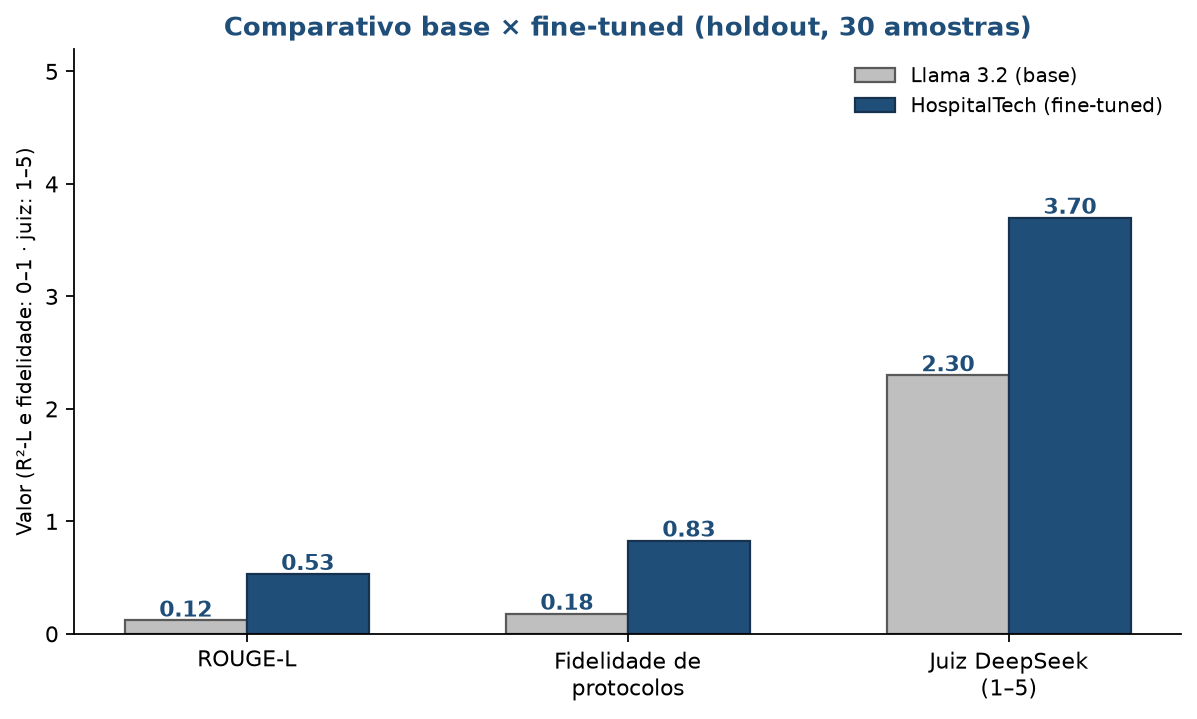 Comparativo base × fine-tuned (holdout, 30 amostras)
Llama 3.2 (base)
HospitalTech (fine-tuned)
Valor (R²-L e fidelidade: 0–1 · juiz: 1–5)
5
4
3
2
1
0
0.12
0.53
0.18
0.83
2.30
3.70
ROUGE-L
Fidelidade de
protocolos
Juiz DeepSeek
(1–5)